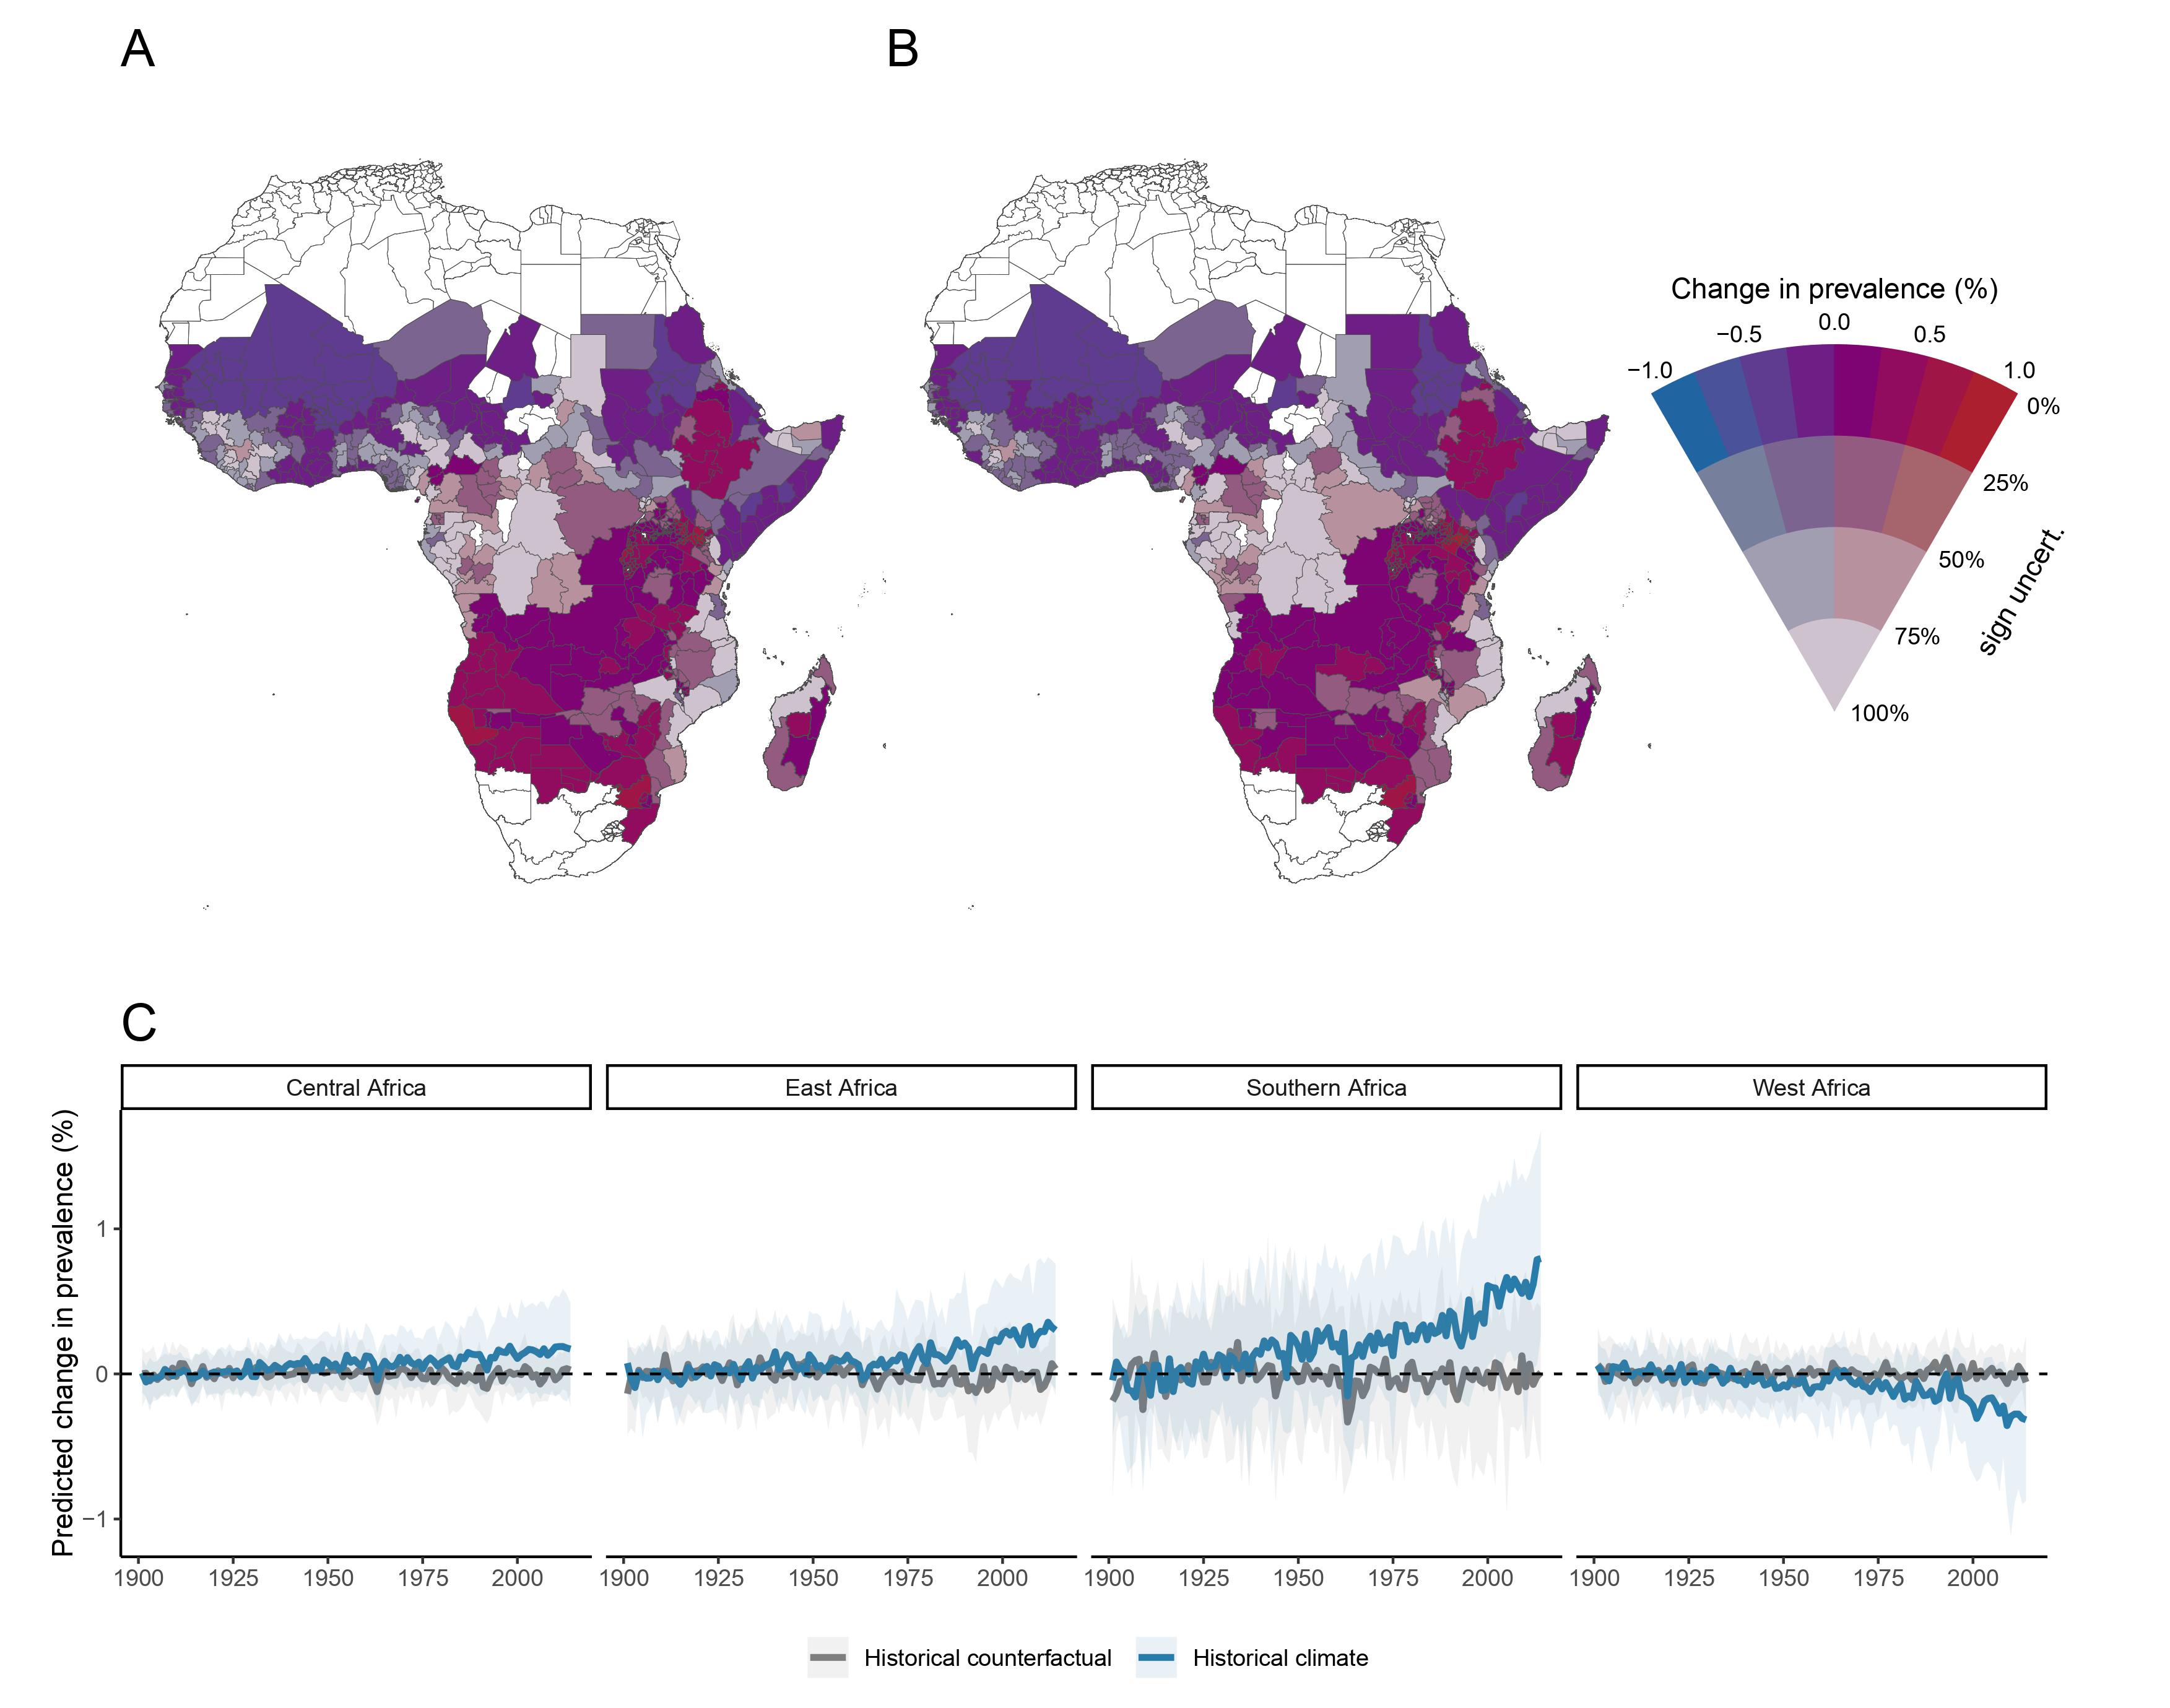 A
B
Change in prevalence (%)
−1.0
−0.5
0.0
0.5
1.0
0%
25%
50%
75%
100%
sign uncert.
C
Central Africa
East Africa
Southern Africa
West Africa
Predicted change in prevalence (%)
1
0
−1
1900 1925 1950 1975 2000
1900 1925 1950 1975 2000
1900 1925 1950 1975 2000
1900 1925 1950 1975 2000
Historical counterfactual
Historical climate